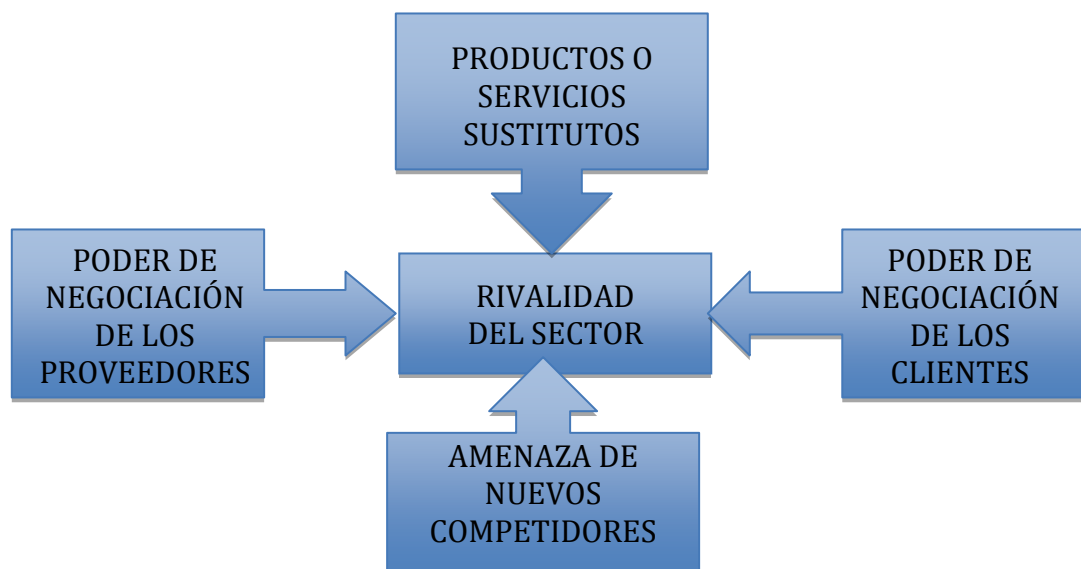 PRODUCTOS O
SERVICIOS
SUSTITUTOS
PODER DE
NEGOCIACIÓN
DE LOS
PROVEEDORES
RIVALIDAD
DEL SECTOR
PODER DE
NEGOCIACIÓN
DE LOS
CLIENTES
AMENAZA DE
NUEVOS
COMPETIDORES